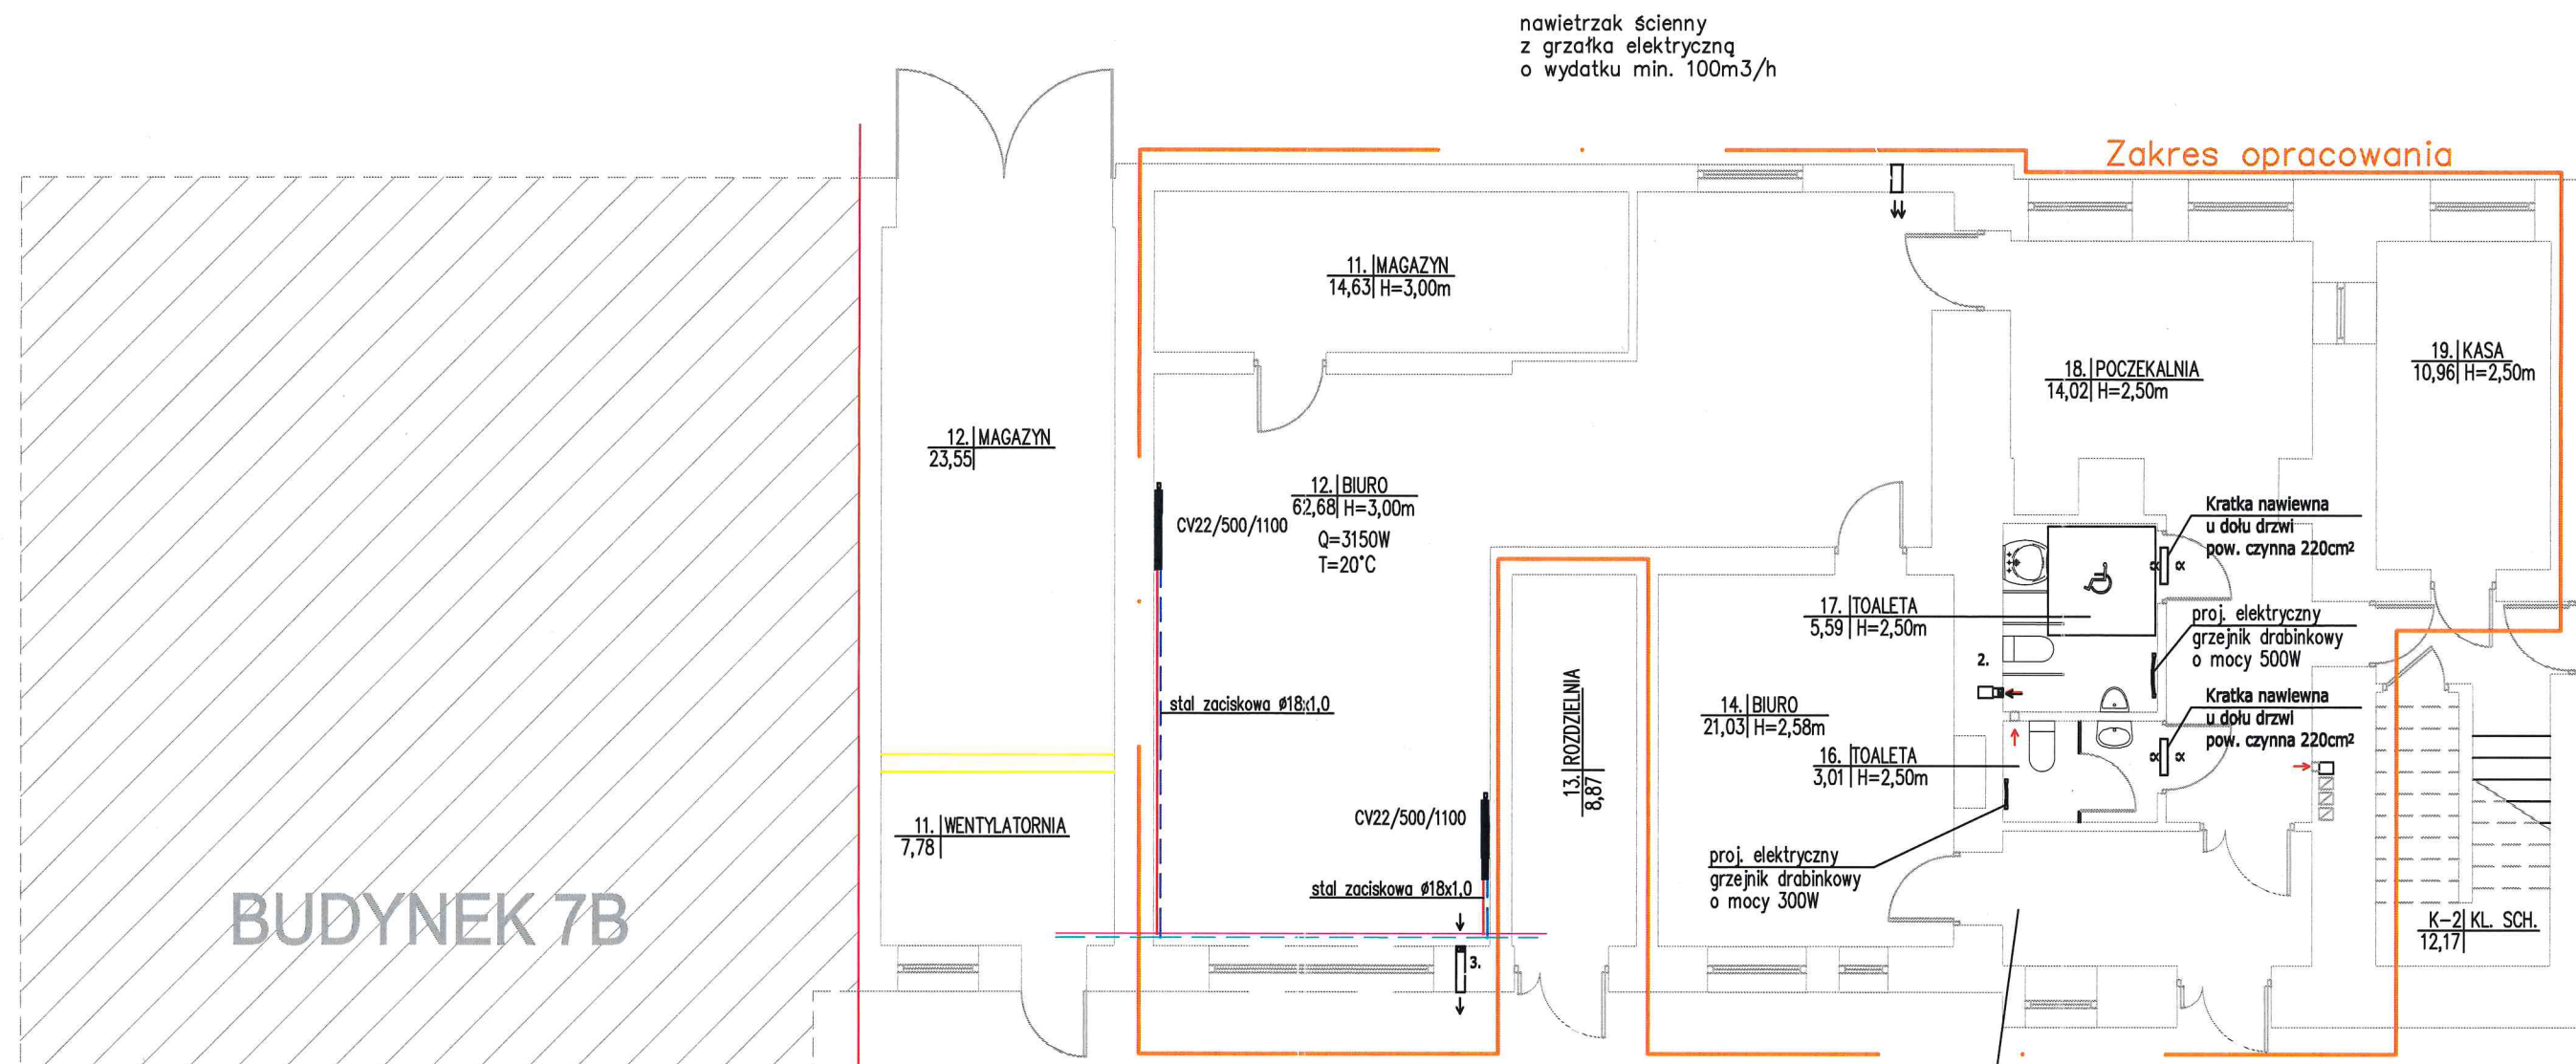 nawietrzak ścienny
z grzałka elektryczną
o wydatku min. 100m3/h
Zakres opracowania
11. MAGAZYN
14,63 H=3,00m
19. KASA
10,96 H=2,50m
18. POCZEKALNIA
14,02 H=2,50m
12. MAGAZYN
23,55
12. BIURO
62,68 H=3,00m
Q=3150W
T=20°C
CV22/500/1100
Kratka nawiewna
u dołu drzwi
pow. czynna 220cm²
17. TOALETA
5,59 H=2,50m
proj. elektryczny
grzejnik drabinkowy
o mocy 500W
2.
stal zaciskowa Ø18x1,0
13. ROZDZIELNIA
8,87
14. BIURO
21,03 H=2,58m
Kratka nawiewna
u dołu drzwi
pow. czynna 220cm²
16. TOALETA
3,01 H=2,50m
11. WENTYLATORNIA
7,78
CV22/500/1100
proj. elektryczny
grzejnik drabinkowy
o mocy 300W
stal zaciskowa Ø18x1,0
BUDYNEK 7B
K-2 KL. SCH.
12,17
3.